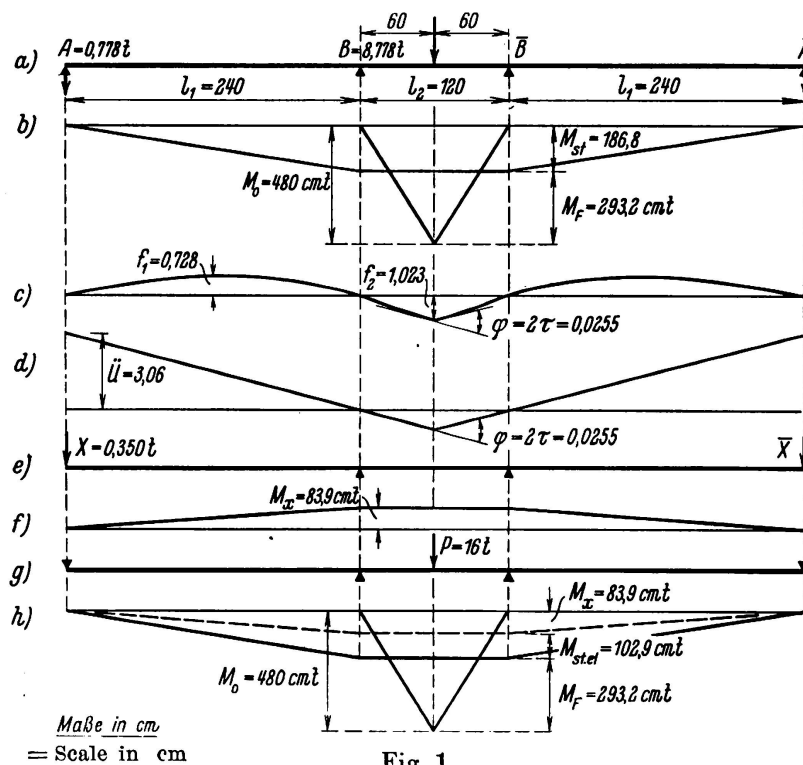 60 60
a) A=0,778t B=8,778t B̅
l₁=240 l₂=120 l₁=240
b) Mₛₜ=186,8
M₀=480 cmt M_F=293,2 cmt
f₁=0,728 f₂=1,023
c) φ=2τ=0,0255
d) Ü=3,06
φ=2τ=0,0255
X=0,350t X̅
e)
Mₓ=83,9cmt
f)
P=16t
g)
h) Mₓ=83,9 cmt
M_st.el=102,9 cmt
M₀=480 cmt M_F=293,2 cmt
Maße in cm
= Scale in cm
Fig. 1